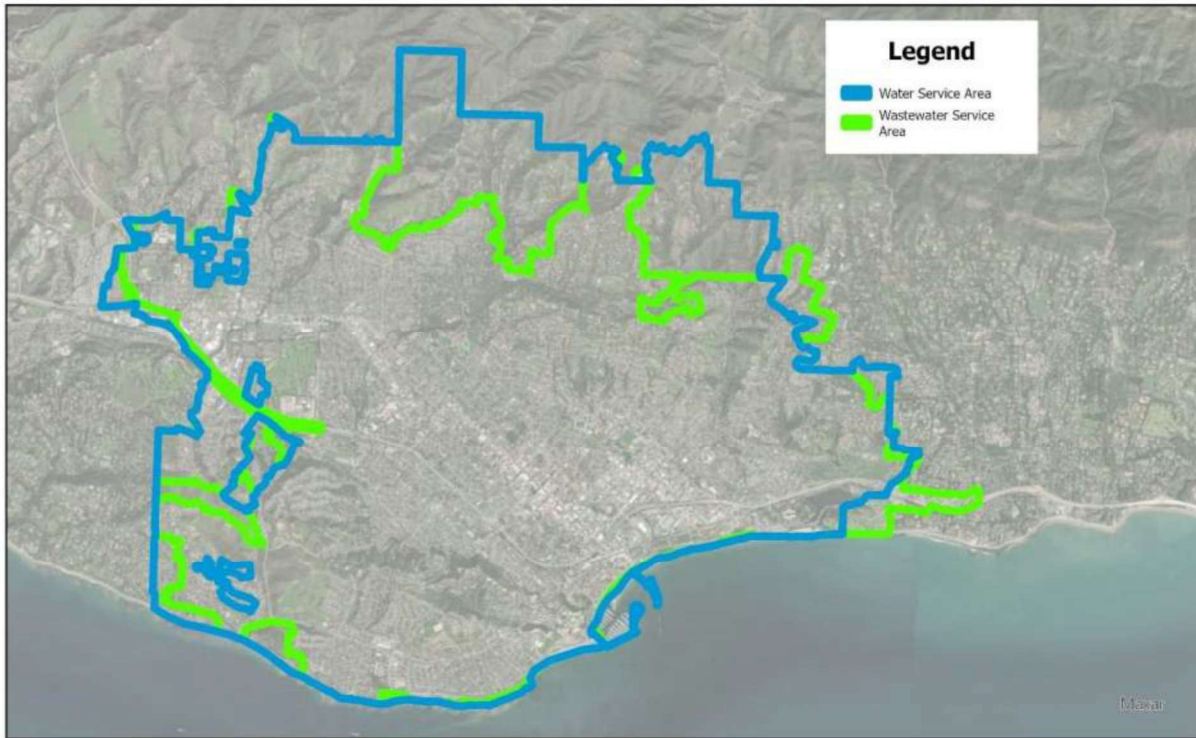 Legend
Water Service Area
Wastewater Service
Area
Maxar